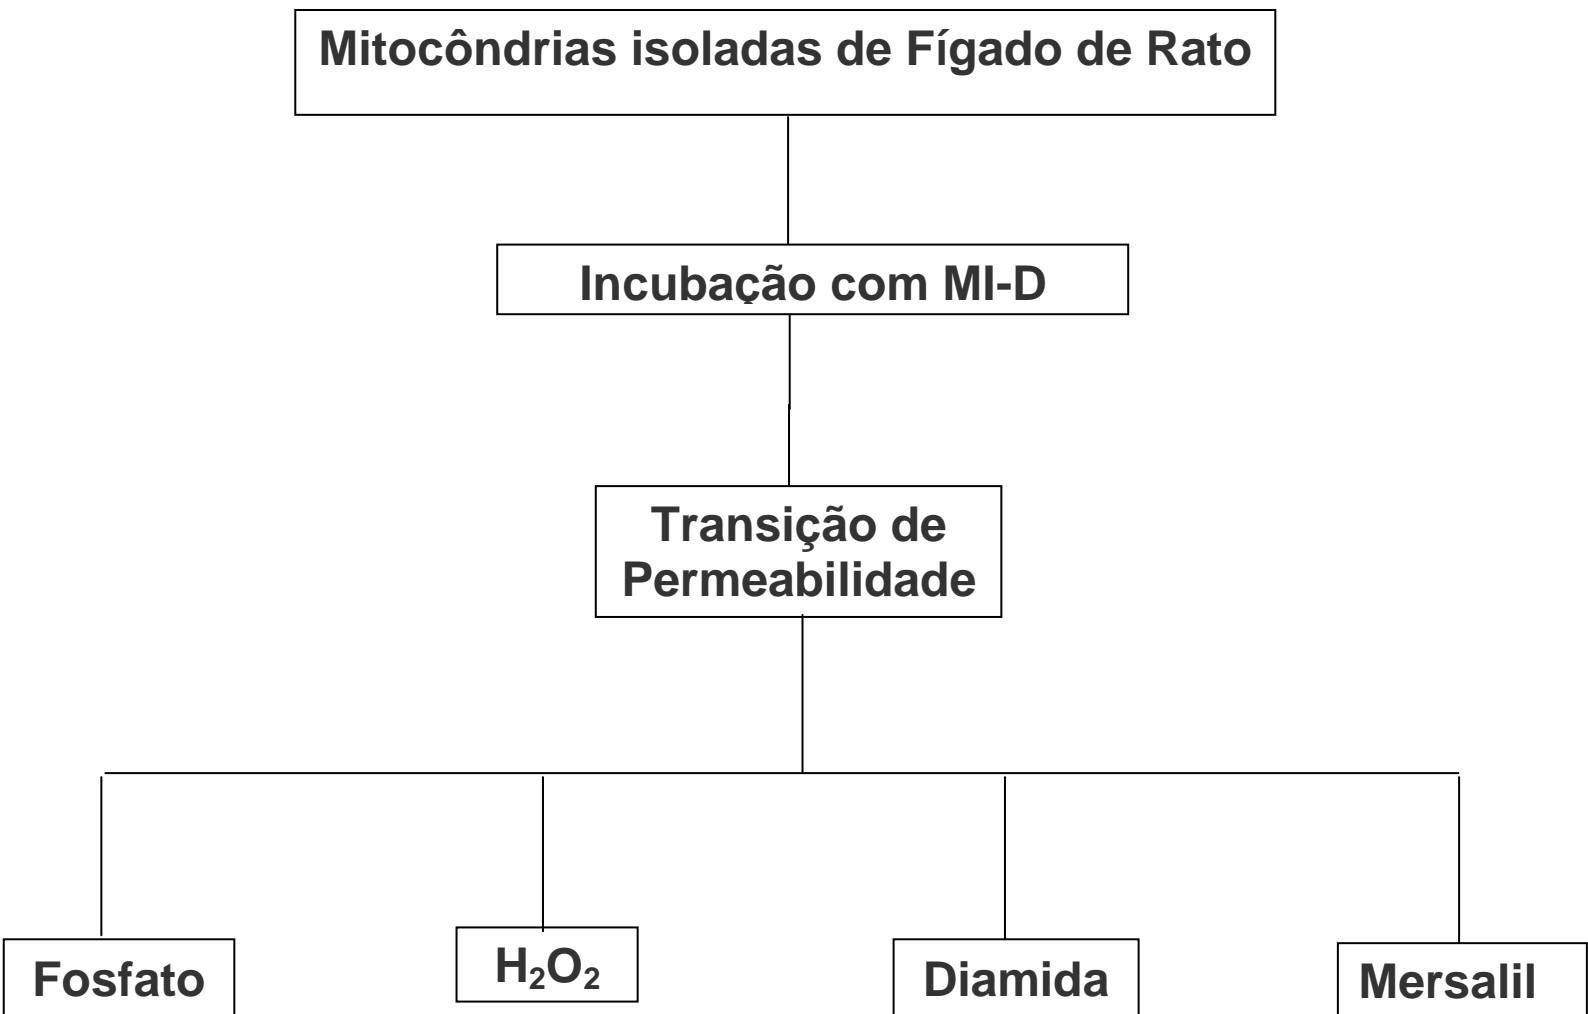 Mitocôndrias isoladas de Fígado de Rato
Incubação com MI-D
Transição de
Permeabilidade
Fosfato
H₂O₂
Diamida
Mersalil